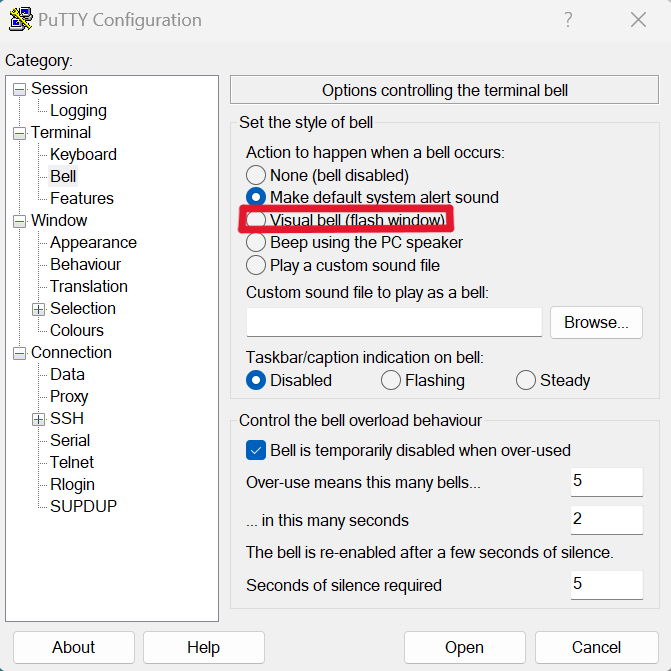 PuTTY Configuration
?
Category:
Session
Logging
Terminal
Keyboard
Bell
Features
Window
Appearance
Behaviour
Translation
Selection
Colours
Connection
Data
Proxy
SSH
Serial
Telnet
Rlogin
SUPDUP
Options controlling the terminal bell
Set the style of bell
Action to happen when a bell occurs:
None (bell disabled)
Make default system alert sound
Visual bell (flash window)
Beep using the PC speaker
Play a custom sound file
Custom sound file to play as a bell:
Browse...
Taskbar/caption indication on bell:
Disabled Flashing Steady
Control the bell overload behaviour
Bell is temporarily disabled when over-used
Over-use means this many bells... 5
... in this many seconds 2
The bell is re-enabled after a few seconds of silence.
Seconds of silence required 5
About Help Open Cancel